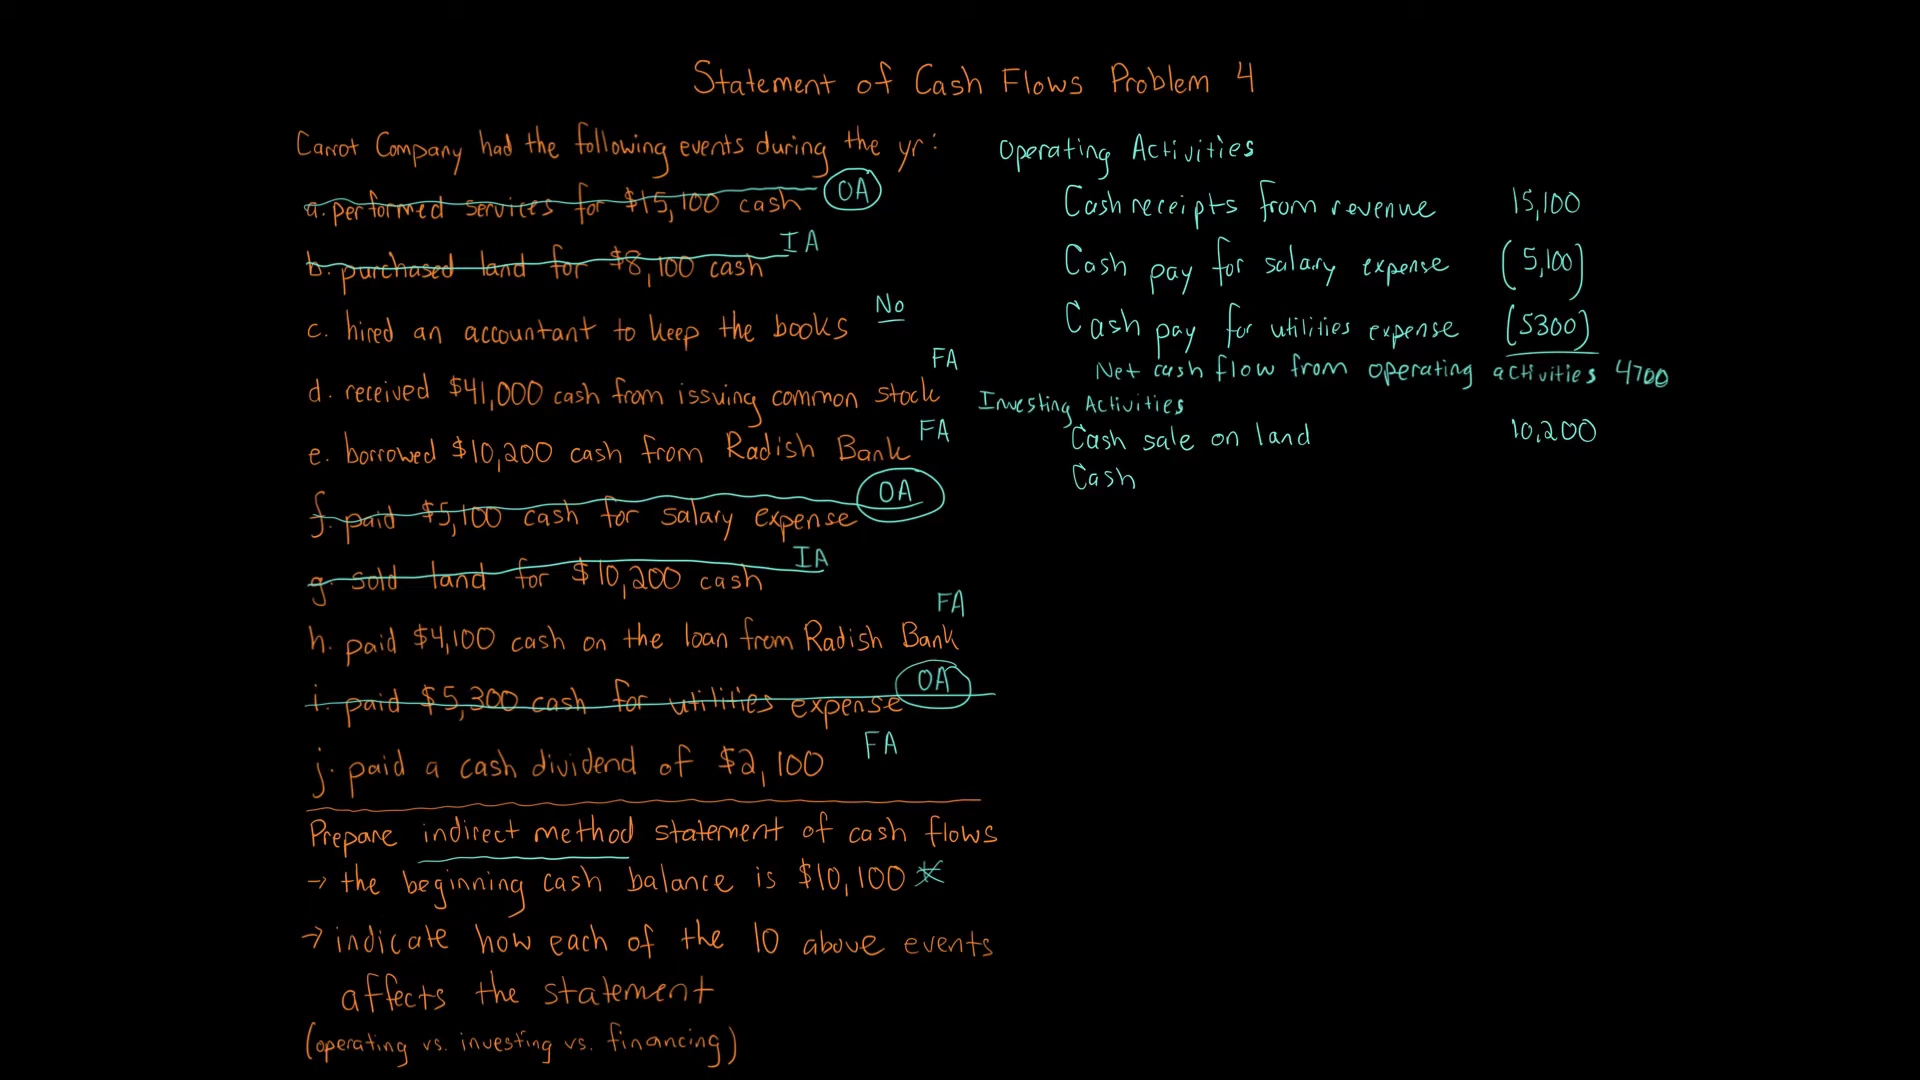 Statement of Cash Flows Problem 4
Carrot Company had the following events during the yr:
a. performed services for $15,100 cash OA
b. purchased land for $8,100 cash IA
c. hired an accountant to keep the books No
d. received $41,000 cash from issuing common stock FA
e. borrowed $10,200 cash from Radish Bank FA
f. paid $5,100 cash for salary expense OA
g. sold land for $10,200 cash IA
h. paid $4,100 cash on the loan from Radish Bank FA
i. paid $5,300 cash for utilities expense OA
j. paid a cash dividend of $2,100 FA
Prepare indirect method statement of cash flows
→ the beginning cash balance is $10,100 *
→ indicate how each of the 10 above events
affects the statement
(operating vs. investing vs. financing)
Operating Activities
Cash receipts from revenue 15,100
Cash pay for salary expense (5,100)
Cash pay for utilities expense (5300)
Net cash flow from operating activities 4700
Investing Activities
Cash sale on land 10,200
Cash